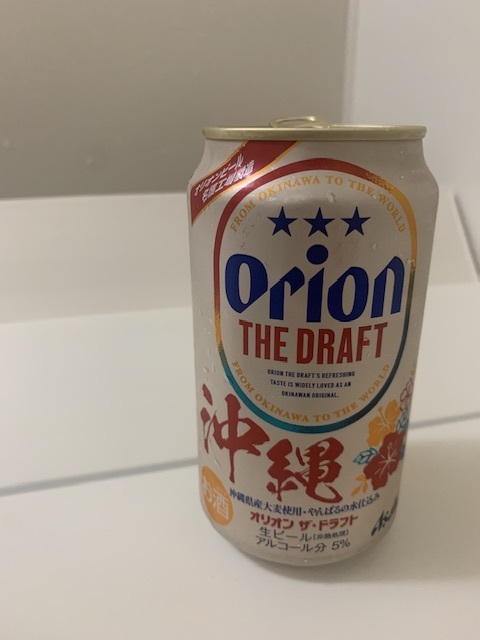 オリオンビール
名護工場製造
FROM OKINAWA TO THE WORLD
Orion
THE DRAFT
ORION THE DRAFT'S REFRESHING
TASTE IS WIDELY LOVED AS AN
OKINAWAN ORIGINAL.
FROM OKINAWA TO THE WORLD
沖縄
お酒
沖縄県産大麦使用・やんばるの水仕込み
オリオン ザ・ドラフト
生ビール(非熱処理)
アルコール分 5%